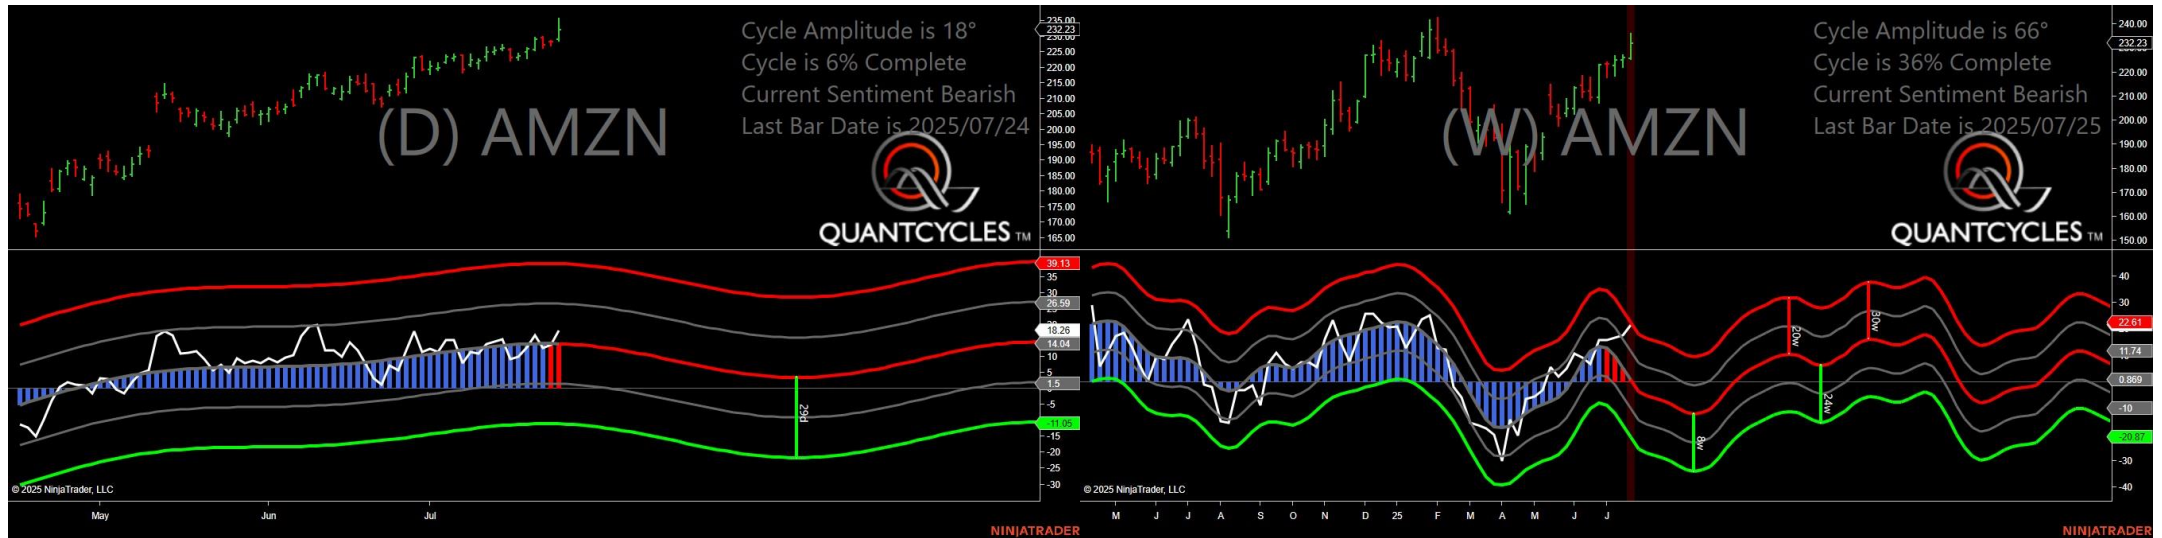 Cycle Amplitude is 18°
Cycle is 6% Complete
Current Sentiment Bearish
Last Bar Date is 2025/07/24
(D) AMZN
QUANTCYCLES TM
235.00
232.23
230.00
225.00
220.00
215.00
210.00
205.00
200.00
195.00
190.00
185.00
180.00
175.00
170.00
165.00
39.13
35
30
26.59
18.26
14.04
10
5
1.5
-5
-11.05
-15
-20
-25
-30
29d
© 2025 NinjaTrader, LLC
May
Jun
Jul
NINJATRADER
Cycle Amplitude is 66°
Cycle is 36% Complete
Current Sentiment Bearish
Last Bar Date is 2025/07/25
(W) AMZN
QUANTCYCLES TM
240.00
232.23
220.00
210.00
200.00
190.00
180.00
170.00
160.00
150.00
40
30
22.61
11.74
0.869
-10
-20.87
-30
-40
8w
20w
24w
30w
© 2025 NinjaTrader, LLC
M J J A S O N D 25 F M A M J J
NINJATRADER